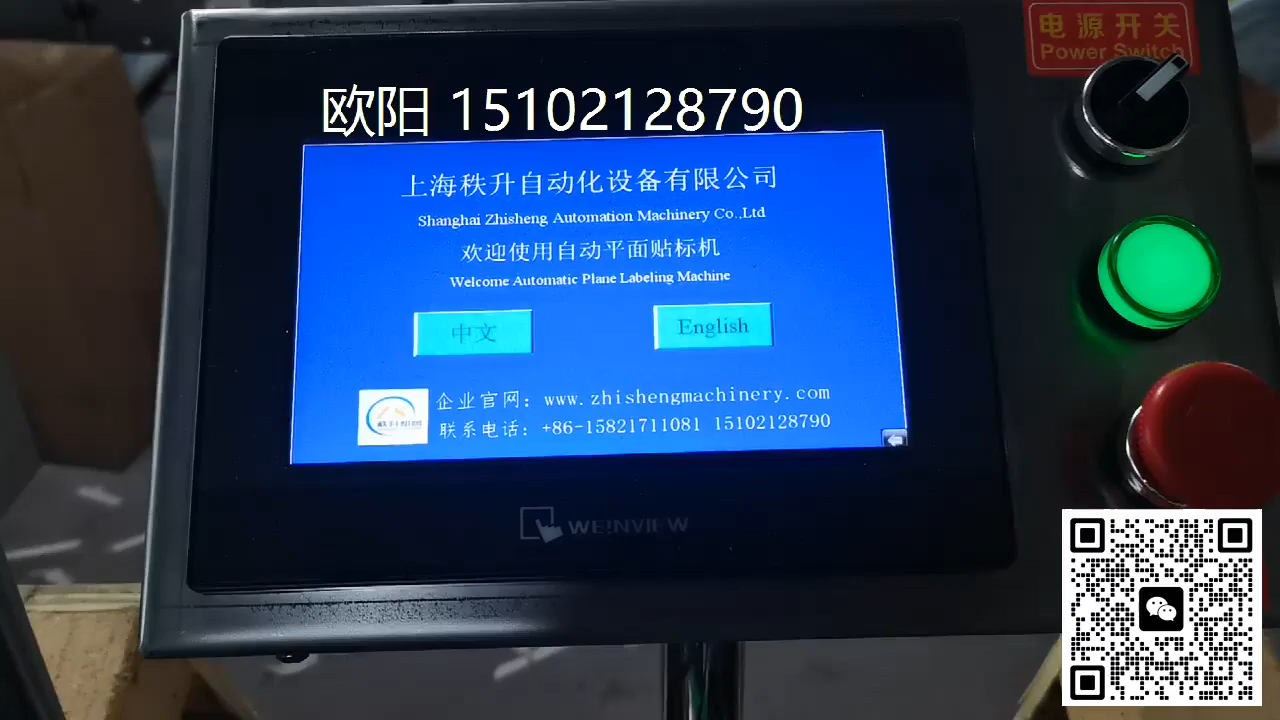 电源开关
Power Switch
欧阳 15102128790
上海秩升自动化设备有限公司
Shanghai Zhisheng Automation Machinery Co.,Ltd
欢迎使用自动平面贴标机
Welcome Automatic Plane Labeling Machine
中文
English
企业官网：www.zhishengmachinery.com
联系电话：+86-15821711081 15102128790
WEINVIEW